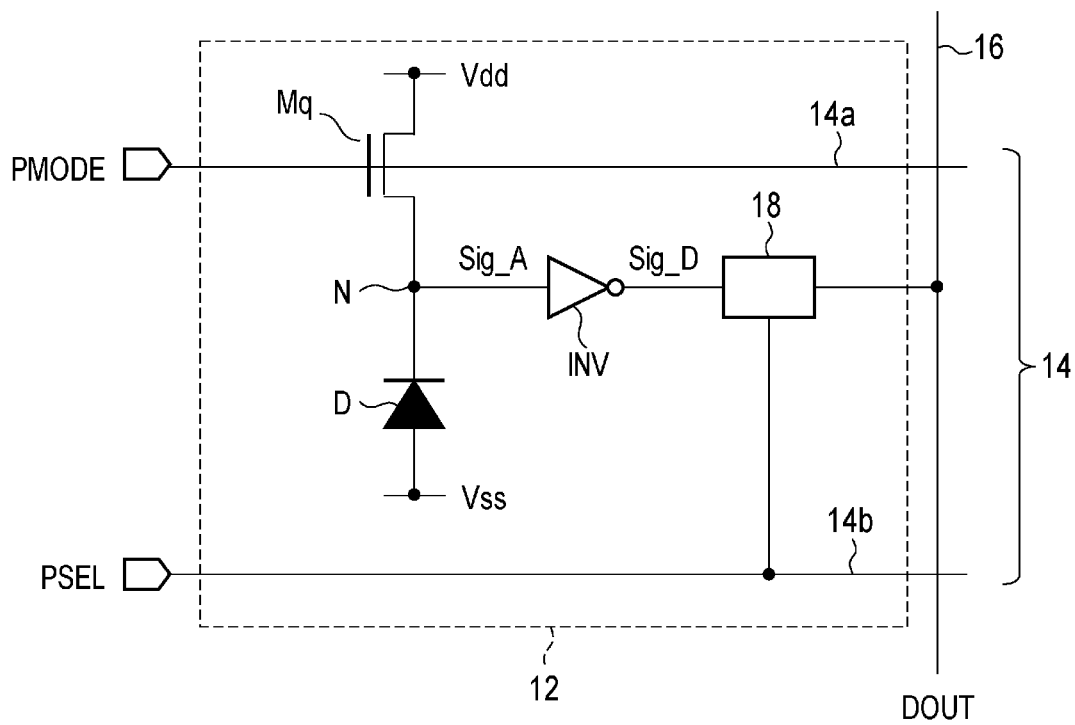 16
Vdd
Mq
14a
PMODE
18
Sig_A
Sig_D
N
INV
14
D
Vss
14b
PSEL
12
DOUT